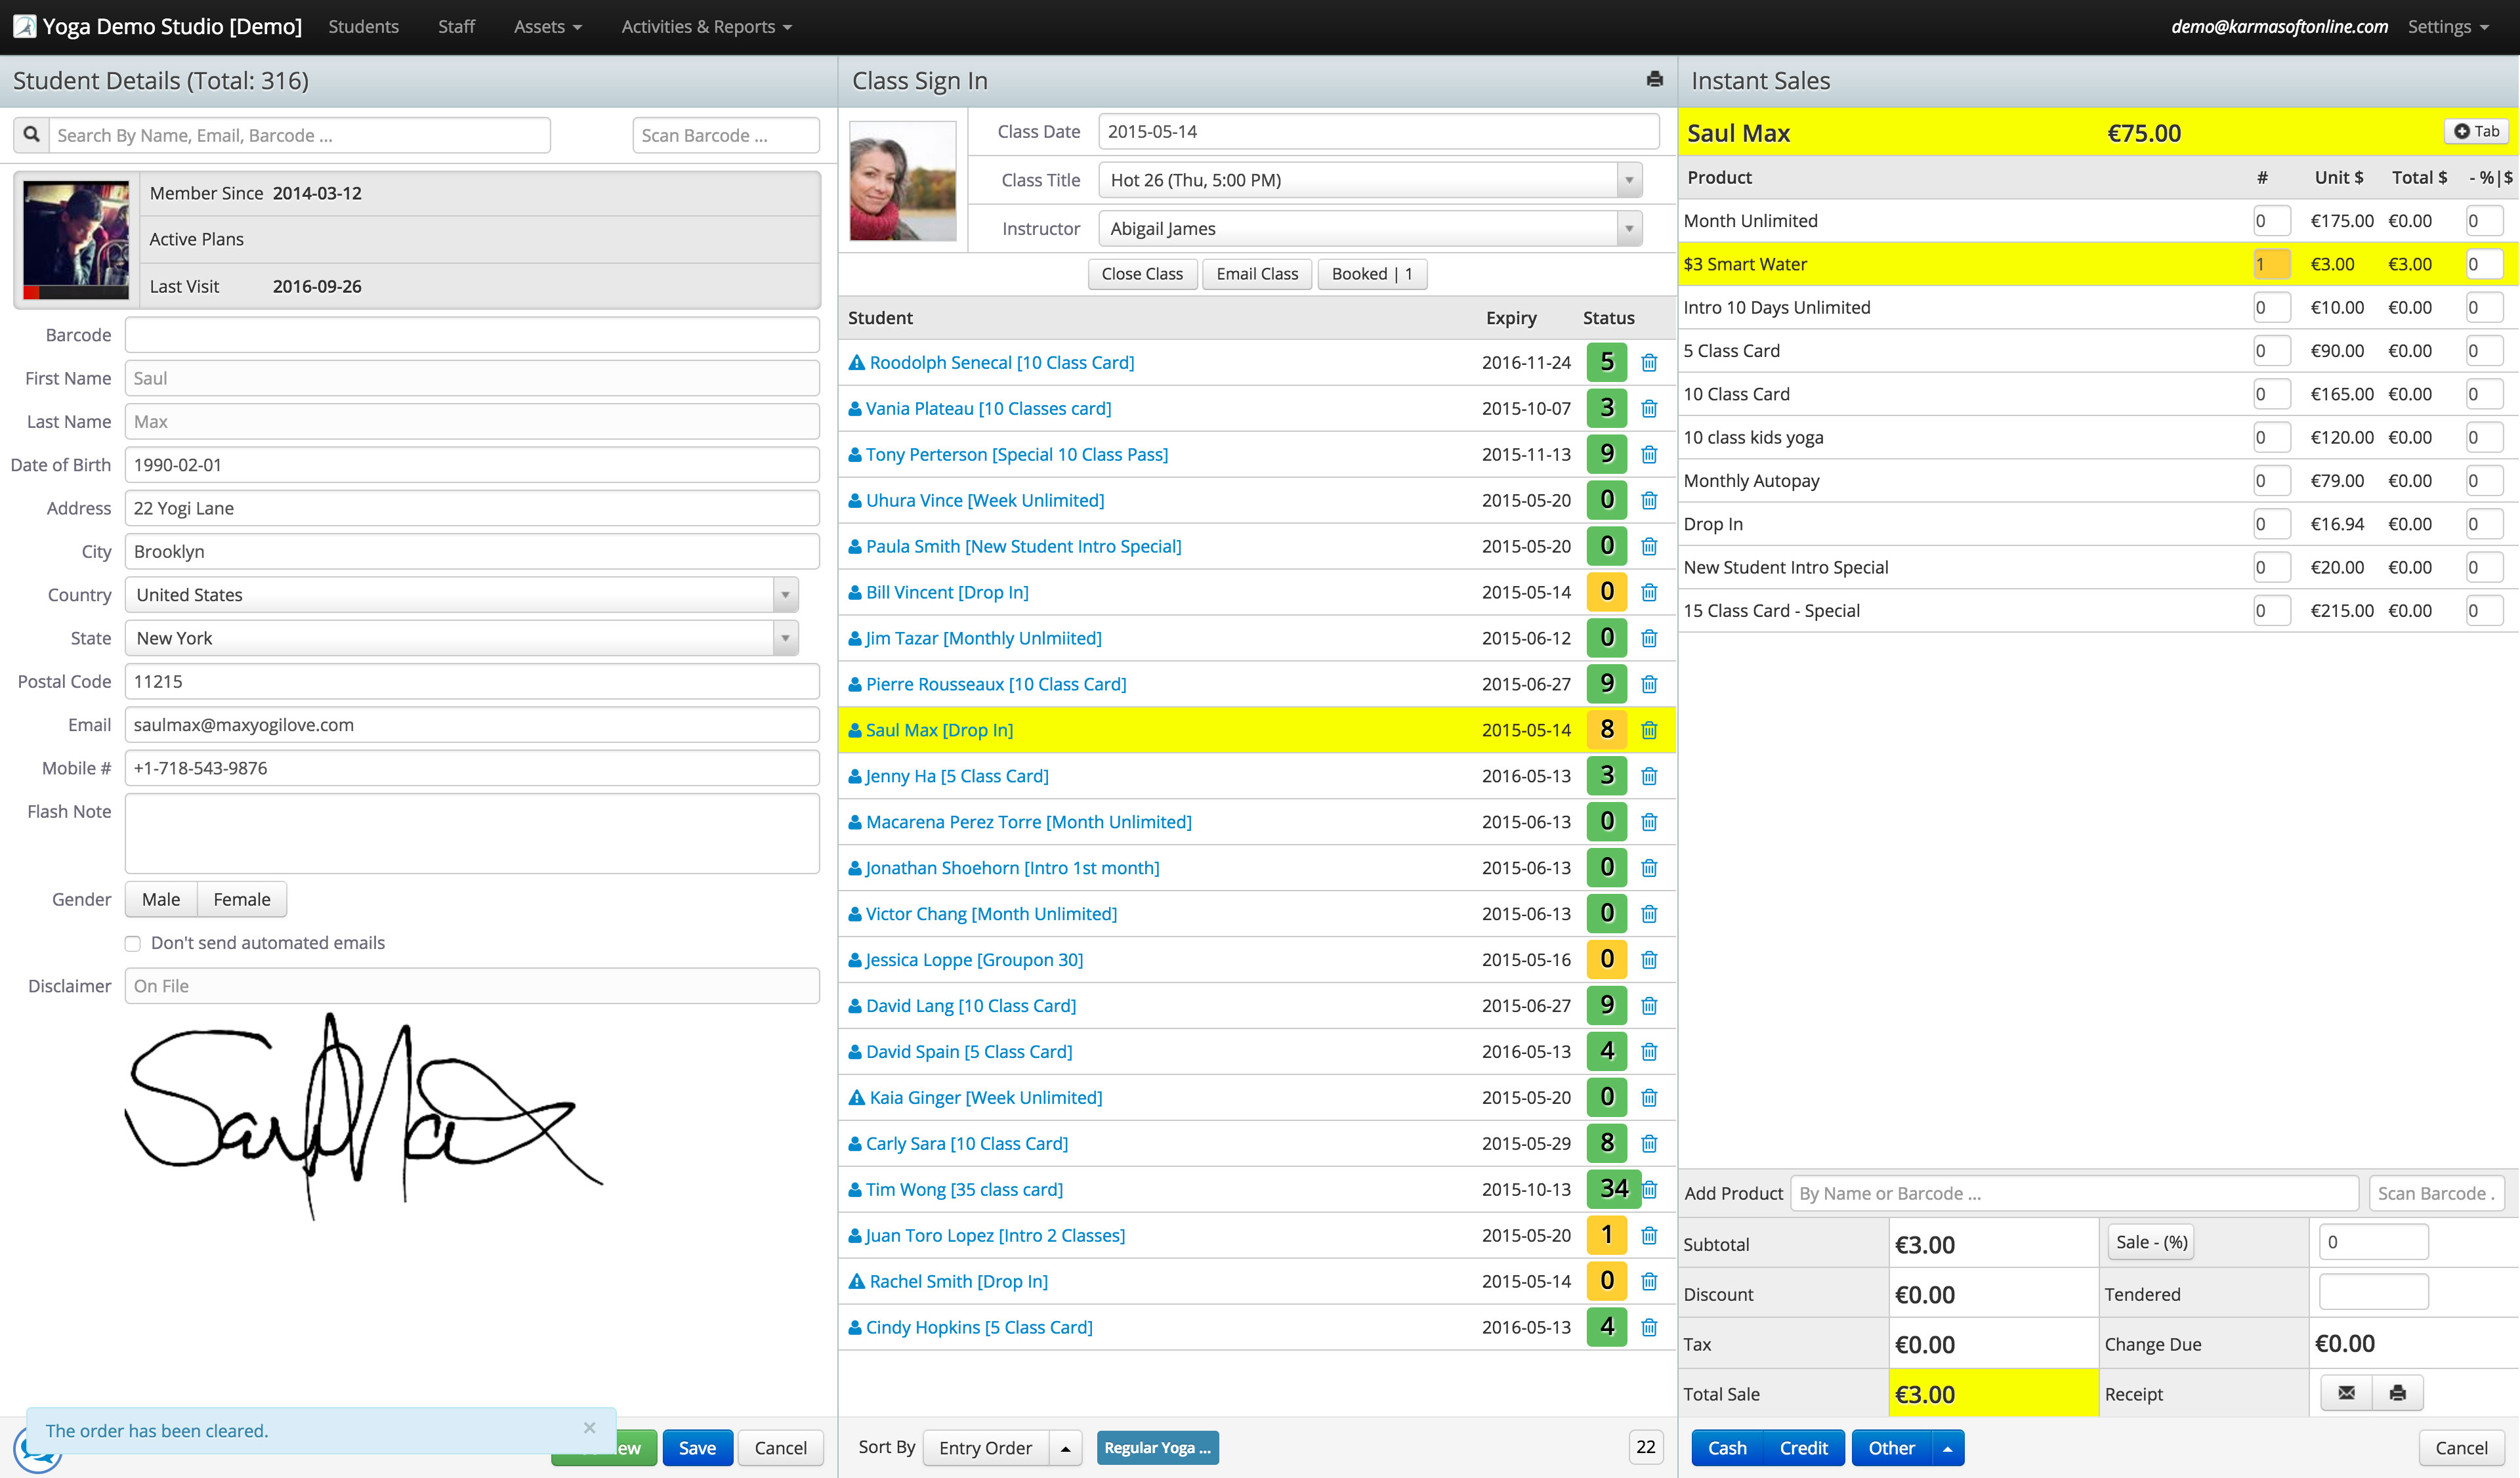 Yoga Demo Studio [Demo] Students Staff Assets Activities & Reports demo@karmasoftonline.com Settings
Student Details (Total: 316)
Search By Name, Email, Barcode ... Scan Barcode ...
Member Since 2014-03-12
Active Plans
Last Visit 2016-09-26
Barcode
First Name Saul
Last Name Max
Date of Birth 1990-02-01
Address 22 Yogi Lane
City Brooklyn
Country United States
State New York
Postal Code 11215
Email saulmax@maxyogilove.com
Mobile # +1-718-543-9876
Flash Note
Gender Male Female
Don't send automated emails
Disclaimer On File
Saul Max
The order has been cleared. ×
ew Save Cancel
Class Sign In
Class Date 2015-05-14
Class Title Hot 26 (Thu, 5:00 PM)
Instructor Abigail James
Close Class Email Class Booked | 1
Student Expiry Status
Roodolph Senecal [10 Class Card] 2016-11-24 5
Vania Plateau [10 Classes card] 2015-10-07 3
Tony Perterson [Special 10 Class Pass] 2015-11-13 9
Uhura Vince [Week Unlimited] 2015-05-20 0
Paula Smith [New Student Intro Special] 2015-05-20 0
Bill Vincent [Drop In] 2015-05-14 0
Jim Tazar [Monthly Unlmiited] 2015-06-12 0
Pierre Rousseaux [10 Class Card] 2015-06-27 9
Saul Max [Drop In] 2015-05-14 8
Jenny Ha [5 Class Card] 2016-05-13 3
Macarena Perez Torre [Month Unlimited] 2015-06-13 0
Jonathan Shoehorn [Intro 1st month] 2015-06-13 0
Victor Chang [Month Unlimited] 2015-06-13 0
Jessica Loppe [Groupon 30] 2015-05-16 0
David Lang [10 Class Card] 2015-06-27 9
David Spain [5 Class Card] 2016-05-13 4
Kaia Ginger [Week Unlimited] 2015-05-20 0
Carly Sara [10 Class Card] 2015-05-29 8
Tim Wong [35 class card] 2015-10-13 34
Juan Toro Lopez [Intro 2 Classes] 2015-05-20 1
Rachel Smith [Drop In] 2015-05-14 0
Cindy Hopkins [5 Class Card] 2016-05-13 4
Sort By Entry Order Regular Yoga ... 22
Instant Sales
Saul Max €75.00 Tab
Product # Unit $ Total $ - %|$
Month Unlimited 0 €175.00 €0.00 0
$3 Smart Water 1 €3.00 €3.00 0
Intro 10 Days Unlimited 0 €10.00 €0.00 0
5 Class Card 0 €90.00 €0.00 0
10 Class Card 0 €165.00 €0.00 0
10 class kids yoga 0 €120.00 €0.00 0
Monthly Autopay 0 €79.00 €0.00 0
Drop In 0 €16.94 €0.00 0
New Student Intro Special 0 €20.00 €0.00 0
15 Class Card - Special 0 €215.00 €0.00 0
Add Product By Name or Barcode ... Scan Barcode .
Subtotal €3.00 Sale - (%) 0
Discount €0.00 Tendered
Tax €0.00 Change Due €0.00
Total Sale €3.00 Receipt
Cash Credit Other Cancel